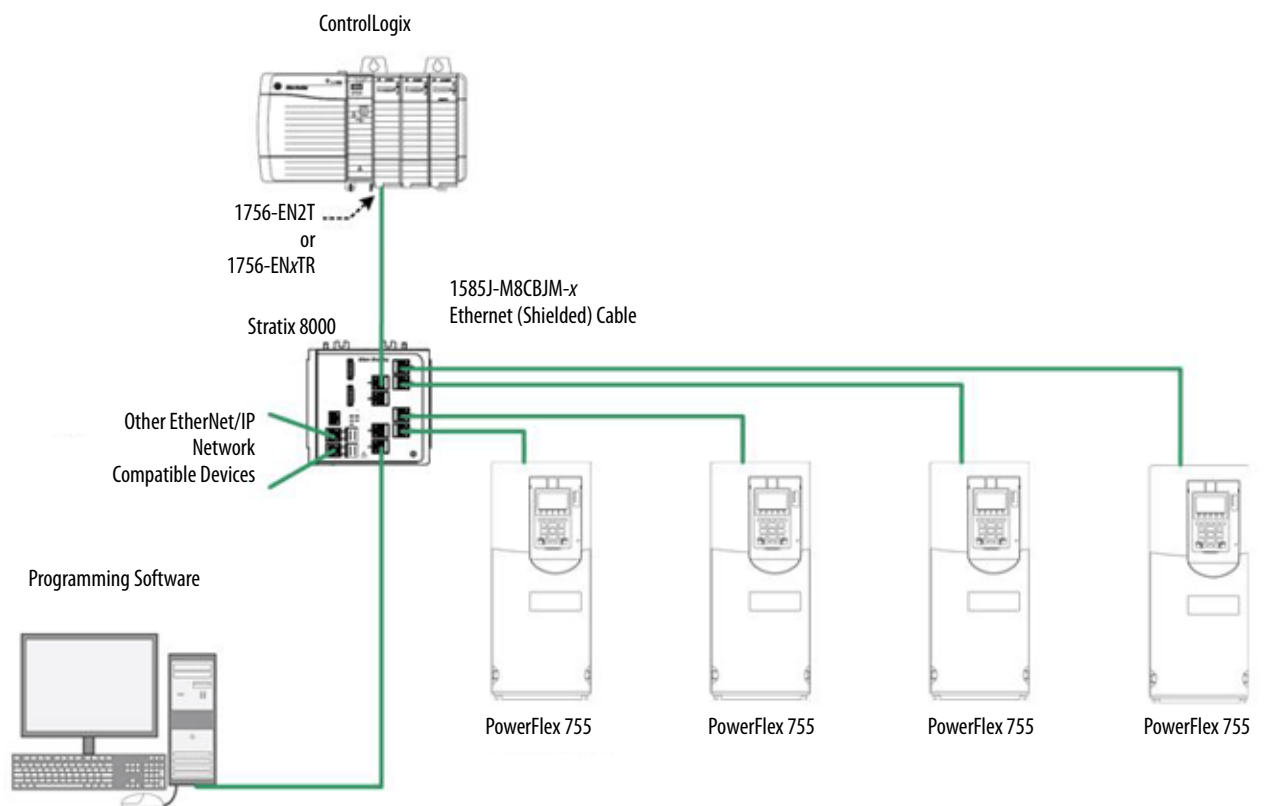 ControlLogix
1756-EN2T
or
1756-ENxTR
1585J-M8CBJM-x
Ethernet (Shielded) Cable
Stratix 8000
Other EtherNet/IP
Network
Compatible Devices
Programming Software
PowerFlex 755
PowerFlex 755
PowerFlex 755
PowerFlex 755